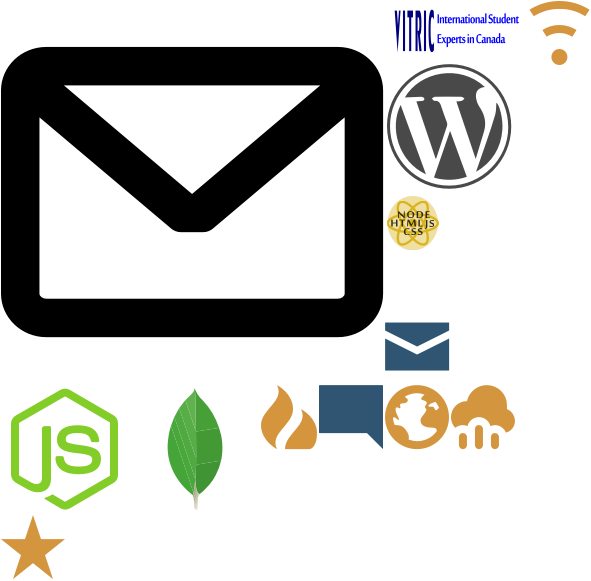 VITRIC International Student
Experts in Canada
W
NODE
HTML JS
CSS
JS